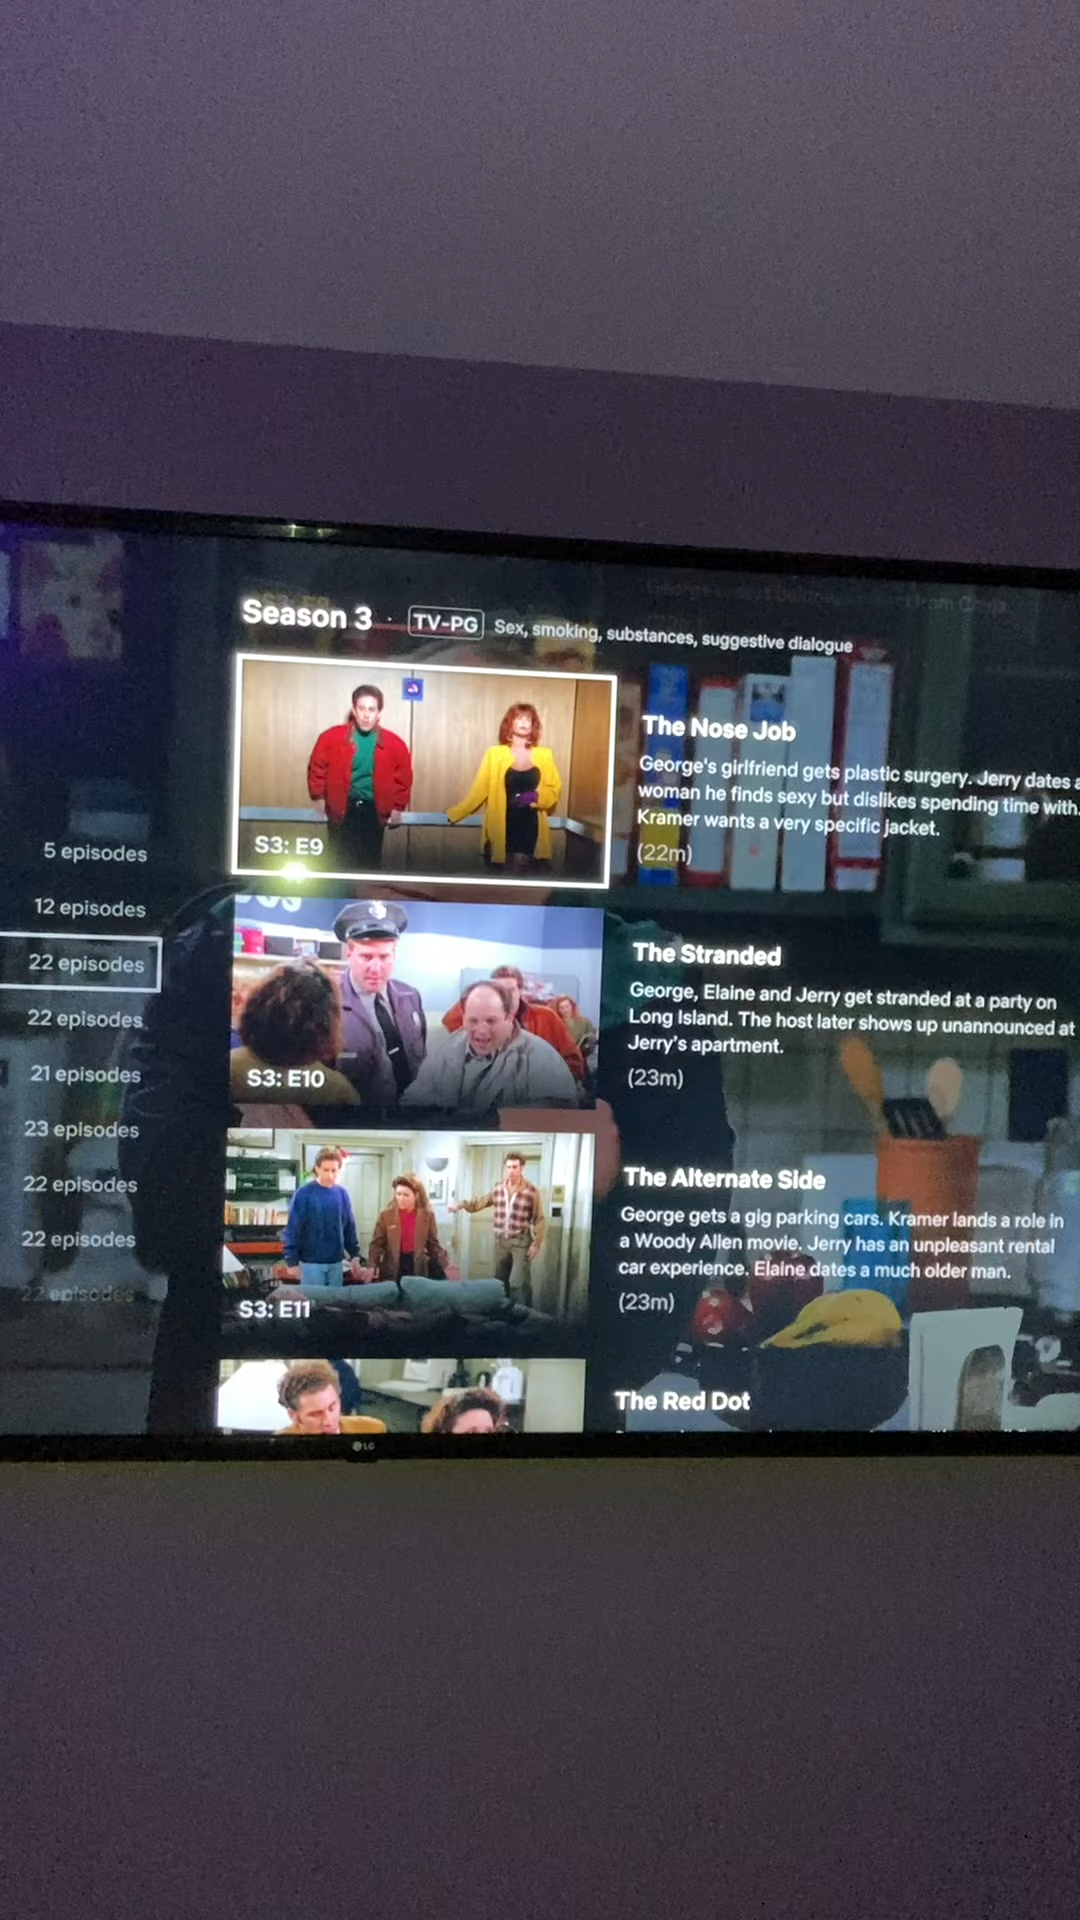 Season 3 · TV-PG Sex, smoking, substances, suggestive dialogue
5 episodes
12 episodes
22 episodes
22 episodes
21 episodes
23 episodes
22 episodes
22 episodes
22 episodes
S3: E9
The Nose Job
George's girlfriend gets plastic surgery. Jerry dates a
woman he finds sexy but dislikes spending time with.
Kramer wants a very specific jacket.
(22m)
S3: E10
The Stranded
George, Elaine and Jerry get stranded at a party on
Long Island. The host later shows up unannounced at
Jerry's apartment.
(23m)
S3: E11
The Alternate Side
George gets a gig parking cars. Kramer lands a role in
a Woody Allen movie. Jerry has an unpleasant rental
car experience. Elaine dates a much older man.
(23m)
The Red Dot
LG